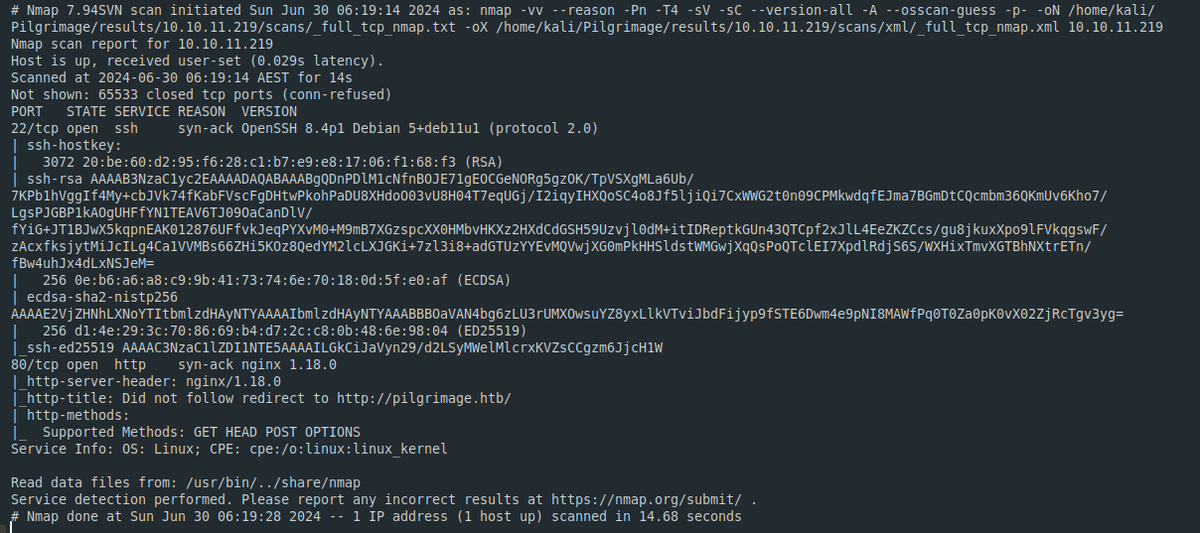 # Nmap 7.94SVN scan initiated Sun Jun 30 06:19:14 2024 as: nmap -vv --reason -Pn -T4 -sV -sC --version-all -A --osscan-guess -p- -oN /home/kali/
Pilgrimage/results/10.10.11.219/scans/_full_tcp_nmap.txt -oX /home/kali/Pilgrimage/results/10.10.11.219/scans/xml/_full_tcp_nmap.xml 10.10.11.219
Nmap scan report for 10.10.11.219
Host is up, received user-set (0.029s latency).
Scanned at 2024-06-30 06:19:14 AEST for 14s
Not shown: 65533 closed tcp ports (conn-refused)
PORT   STATE SERVICE REASON  VERSION
22/tcp open  ssh     syn-ack OpenSSH 8.4p1 Debian 5+deb11u1 (protocol 2.0)
| ssh-hostkey:
|   3072 20:be:60:d2:95:f6:28:c1:b7:e9:e8:17:06:f1:68:f3 (RSA)
| ssh-rsa AAAAB3NzaC1yc2EAAAADAQABAAABgQDnPDlM1cNfnBOJE71gEOCGeNORg5gzOK/TpVSXgMLa6Ub/
7KPb1hVggIf4My+cbJVk74fKabFVscFgDHtwPkohPaDU8XHdoO03vU8H04T7eqUGj/I2iqyIHXQoSC4o8Jf5ljiQi7CxWWG2t0n09CPMkwdqfEJma7BGmDtCQcmbm36QKmUv6Kho7/
LgsPJGBP1kAOgUHFfYN1TEAV6TJ09OaCanDlV/
fYiG+JT1BJwX5kqpnEAK012876UFfvkJeqPYXvM0+M9mB7XGzspcXX0HMbvHKXz2HXdCdGSH59Uzvjl0dM+itIDReptkGUn43QTCpf2xJlL4EeZKZCcs/gu8jkuxXpo9lFVkqgswF/
zAcxfksjytMiJcILg4Ca1VVMBs66ZHi5KOz8QedYM2lcLXJGKi+7zl3i8+adGTUzYYEvMQVwjXG0mPkHHSldstWMGwjXqQsPoQTclEI7XpdlRdjS6S/WXHixTmvXGTBhNXtrETn/
fBw4uhJx4dLxNSJeM=
|   256 0e:b6:a6:a8:c9:9b:41:73:74:6e:70:18:0d:5f:e0:af (ECDSA)
| ecdsa-sha2-nistp256
AAAAE2VjZHNhLXNoYTItbmlzdHAyNTYAAAAIbmlzdHAyNTYAAABBBOaVAN4bg6zLU3rUMXOwsuYZ8yxLlkVTviJbdFijyp9fSTE6Dwm4e9pNI8MAWfPq0T0Za0pK0vX02ZjRcTgv3yg=
|   256 d1:4e:29:3c:70:86:69:b4:d7:2c:c8:0b:48:6e:98:04 (ED25519)
|_ssh-ed25519 AAAAC3NzaC1lZDI1NTE5AAAAILGkCiJaVyn29/d2LSyMWelMlcrxKVZsCCgzm6JjcH1W
80/tcp open  http    syn-ack nginx 1.18.0
|_http-server-header: nginx/1.18.0
|_http-title: Did not follow redirect to http://pilgrimage.htb/
| http-methods:
|_  Supported Methods: GET HEAD POST OPTIONS
Service Info: OS: Linux; CPE: cpe:/o:linux:linux_kernel

Read data files from: /usr/bin/../share/nmap
Service detection performed. Please report any incorrect results at https://nmap.org/submit/ .
# Nmap done at Sun Jun 30 06:19:28 2024 -- 1 IP address (1 host up) scanned in 14.68 seconds